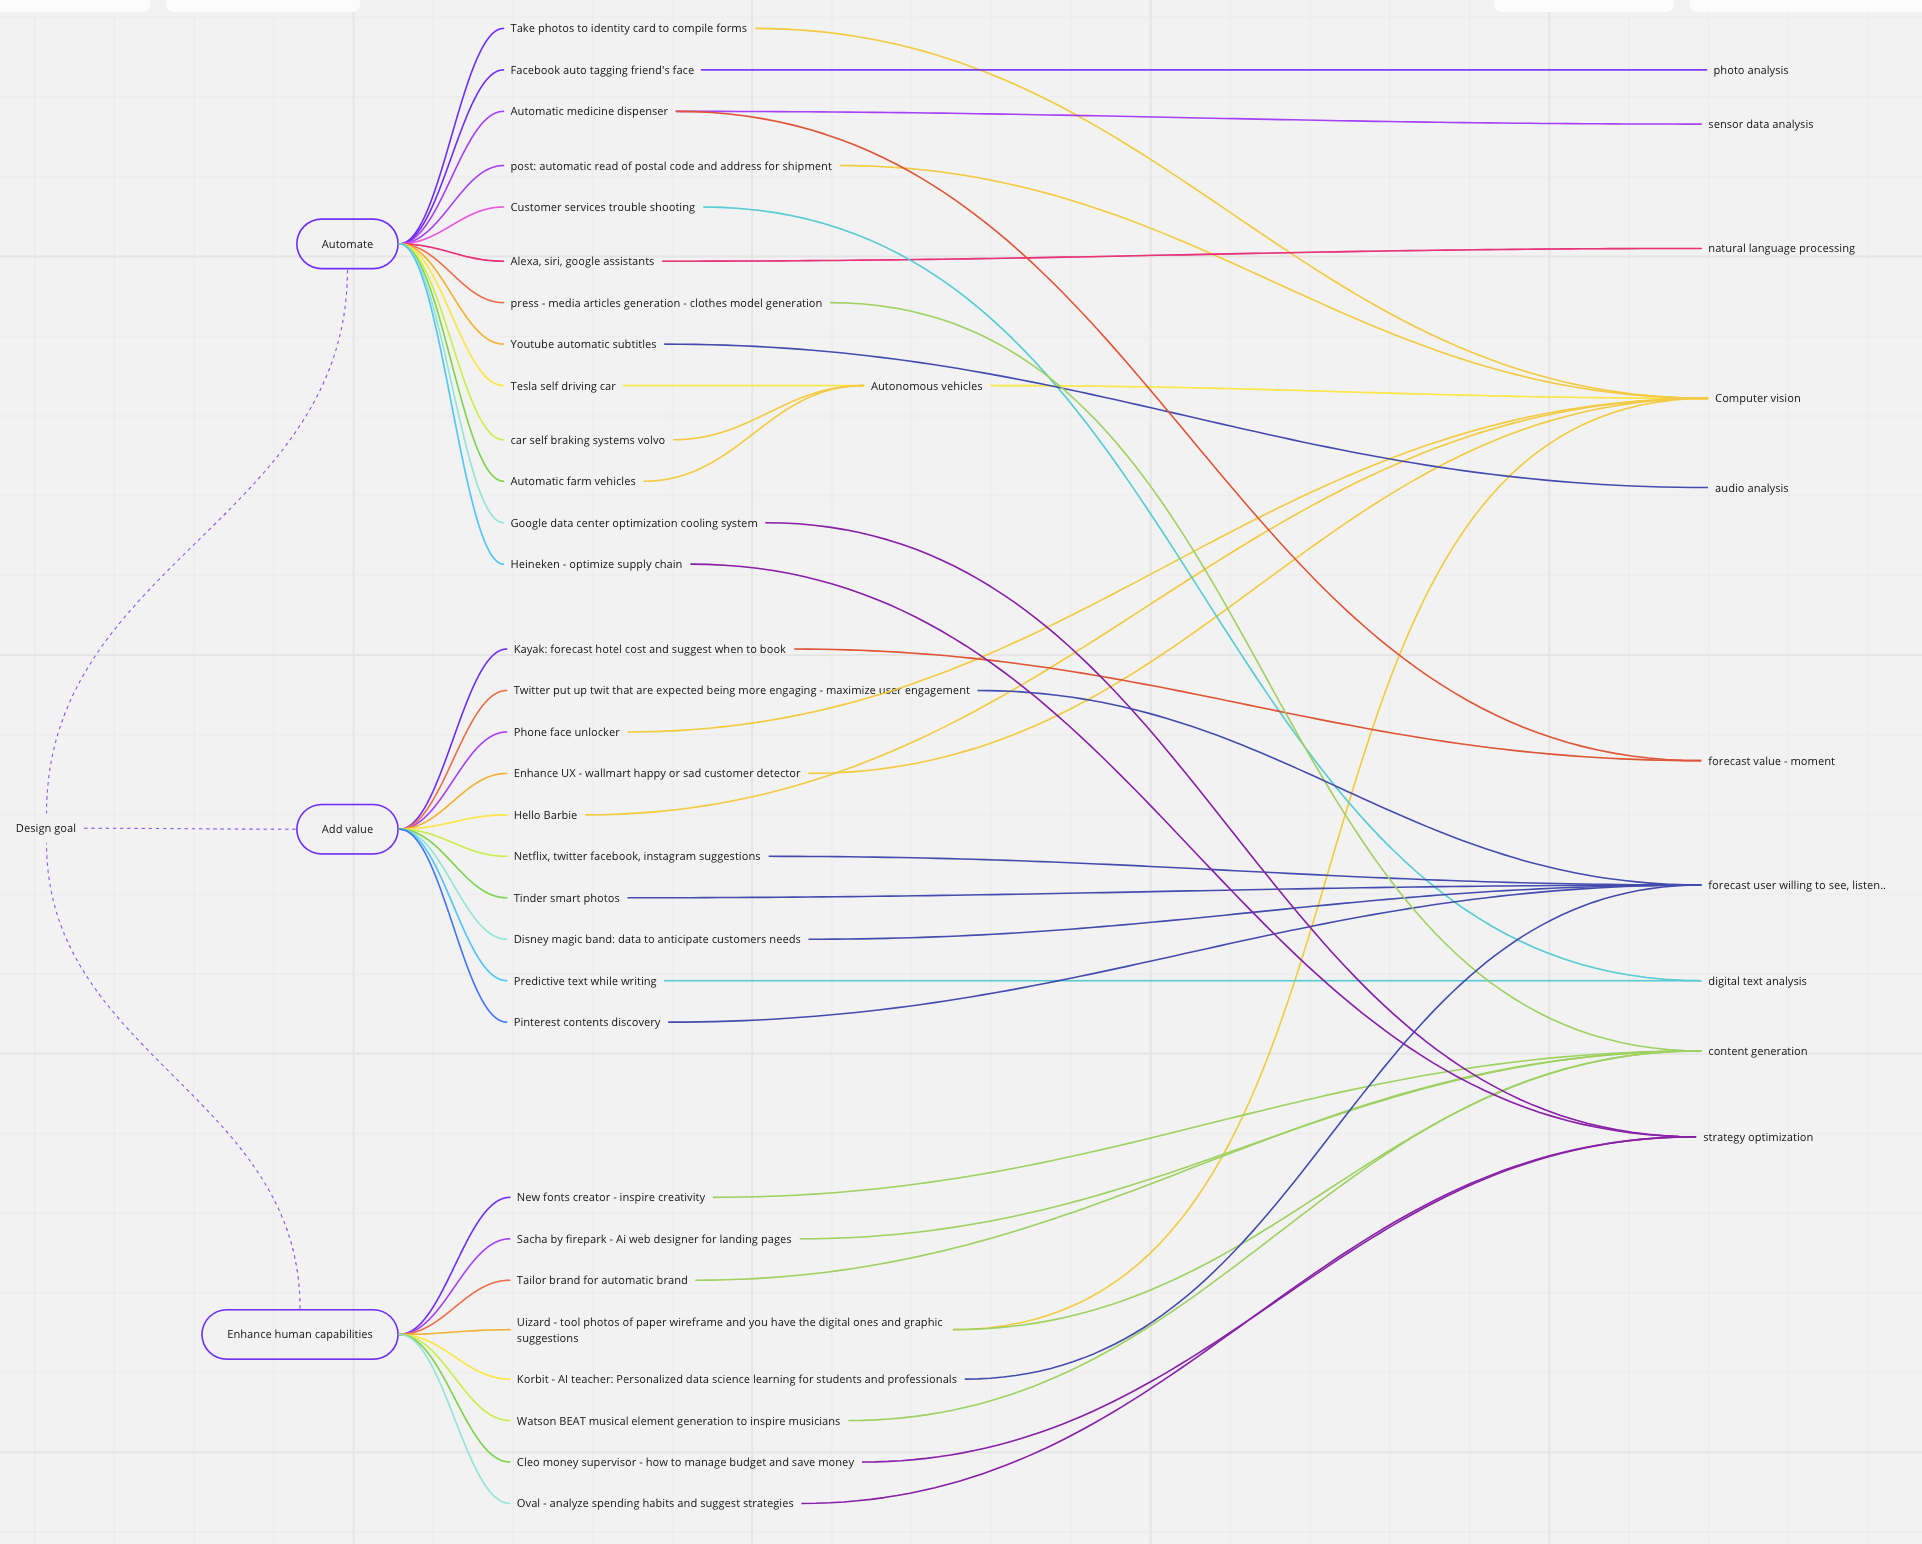 Take photos to identity card to compile forms
Facebook auto tagging friend's face
photo analysis
Automatic medicine dispenser
sensor data analysis
post: automatic read of postal code and address for shipment
Customer services trouble shooting
Automate
natural language processing
Alexa, siri, google assistants
press - media articles generation - clothes model generation
Youtube automatic subtitles
Tesla self driving car
Autonomous vehicles
Computer vision
car self braking systems volvo
Automatic farm vehicles
audio analysis
Google data center optimization cooling system
Heineken - optimize supply chain
Kayak: forecast hotel cost and suggest when to book
Twitter put up twit that are expected being more engaging - maximize user engagement
Phone face unlocker
forecast value - moment
Enhance UX - wallmart happy or sad customer detector
Hello Barbie
Design goal
Add value
Netflix, twitter facebook, instagram suggestions
forecast user willing to see, listen..
Tinder smart photos
Disney magic band: data to anticipate customers needs
Predictive text while writing
digital text analysis
Pinterest contents discovery
content generation
strategy optimization
New fonts creator - inspire creativity
Sacha by firepark - Ai web designer for landing pages
Tailor brand for automatic brand
Uizard - tool photos of paper wireframe and you have the digital ones and graphic
suggestions
Enhance human capabilities
Korbit - AI teacher: Personalized data science learning for students and professionals
Watson BEAT musical element generation to inspire musicians
Cleo money supervisor - how to manage budget and save money
Oval - analyze spending habits and suggest strategies